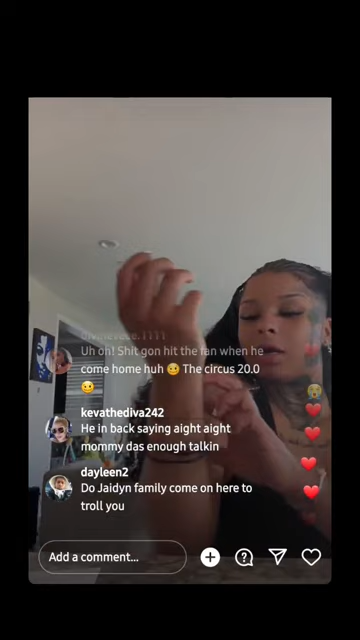 Uh oh! Shit gon hit the fan when he
come home huh 🤨 The circus 20.0
🤨
kevathediva242
He in back saying aight aight
mommy das enough talkin
dayleen2
Do Jaidyn family come on here to
troll you
Add a comment...